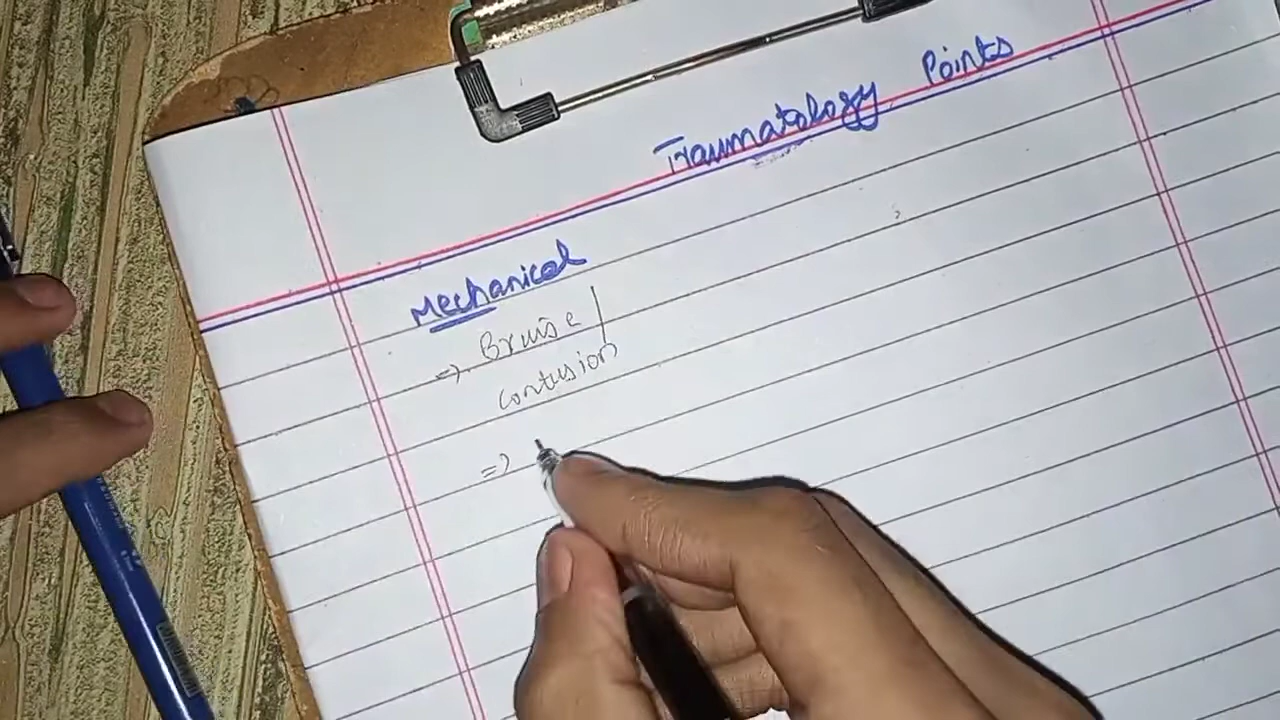 Traumatology Points
Mechanical
=> Bruise /
Contusion
=>